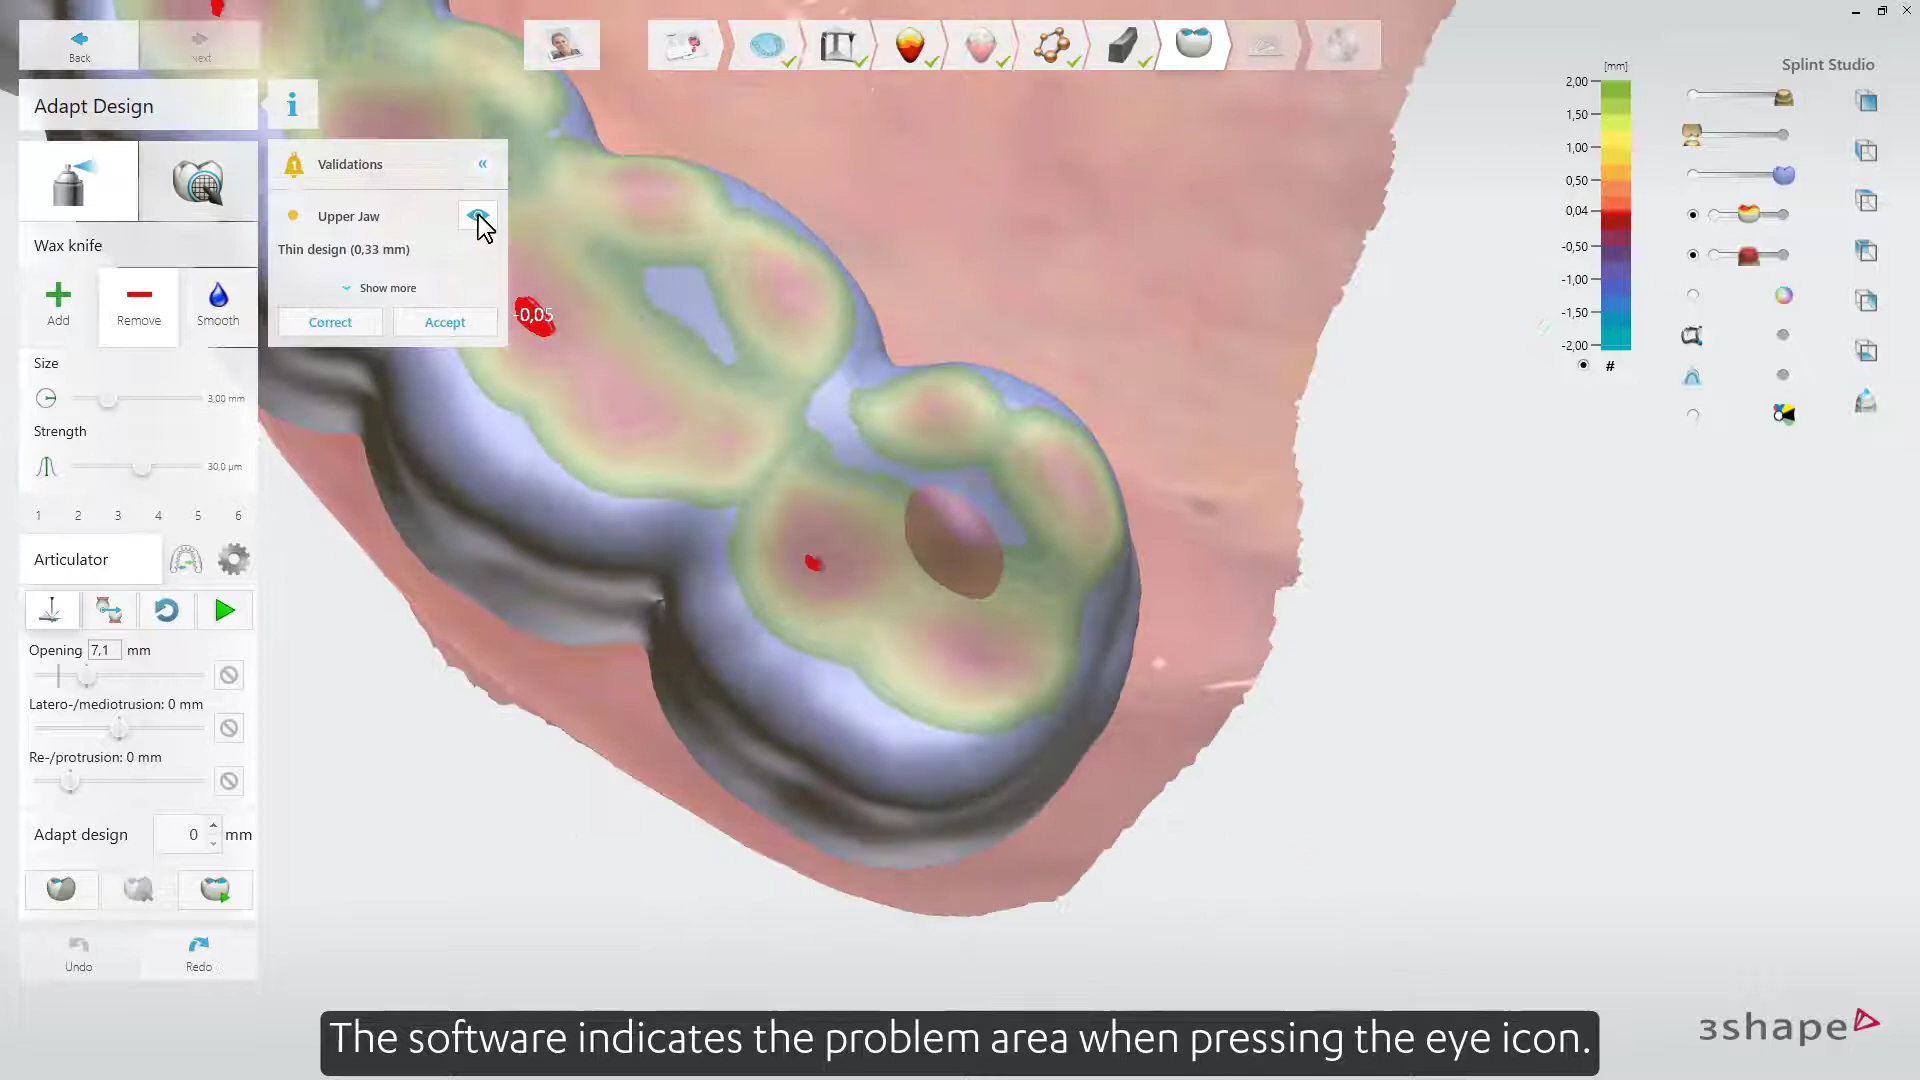 Back
Next
[mm]
Splint Studio
2,00
1,50
1,00
0,50
0,04
-0,50
-1,00
-1,50
-2,00
#
Adapt Design
i
1
Validations
«
Upper Jaw
Thin design (0,33 mm)
Show more
Correct
Accept
-0,05
Wax knife
Add
Remove
Smooth
Size
3,00 mm
Strength
30,0 µm
1 2 3 4 5 6
Articulator
Opening 7,1 mm
Latero-/mediotrusion: 0 mm
Re-/protrusion: 0 mm
Adapt design 0 mm
Undo
Redo
The software indicates the problem area when pressing the eye icon.
3shape